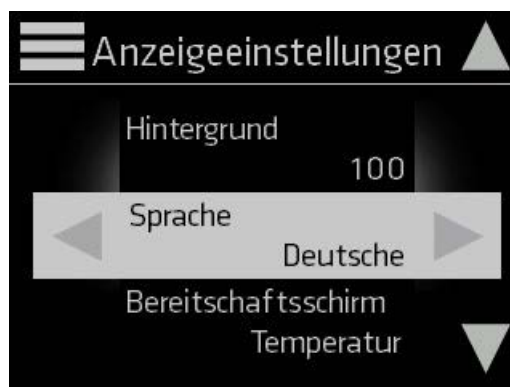 Anzeigeeinstellungen
Hintergrund
100
Sprache
Deutsche
Bereitschaftsschirm
Temperatur